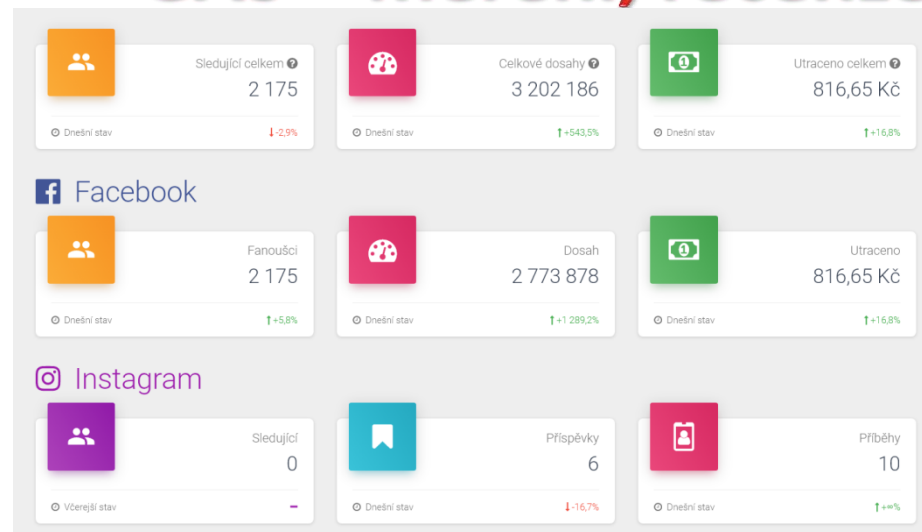 Sledující celkem
2 175
Dnešní stav
-2,9%
Celkové dosahy
3 202 186
Dnešní stav
+543,5%
Utraceno celkem
816,65 Kč
Dnešní stav
+16,8%
Facebook
Fanoušci
2 175
Dnešní stav
+5,8%
Dosah
2 773 878
Dnešní stav
+1 289,2%
Utraceno
816,65 Kč
Dnešní stav
+16,8%
Instagram
Sledující
0
Včerejší stav
–
Příspěvky
6
Dnešní stav
-16,7%
Příběhy
10
Dnešní stav
+∞%